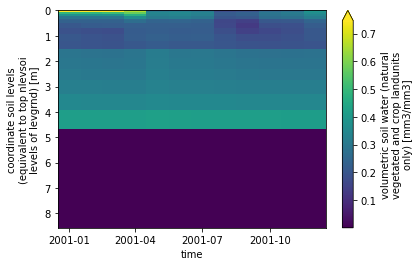 0
1
2
3
4
5
6
7
8
coordinate soil levels
(equivalent to top nlevsoi
levels of levgrnd) [m]
2001-01
2001-04
2001-07
2001-10
time
0.7
0.6
0.5
0.4
0.3
0.2
0.1
volumetric soil water (natural
vegetated and crop landunits
only) [mm3/mm3]